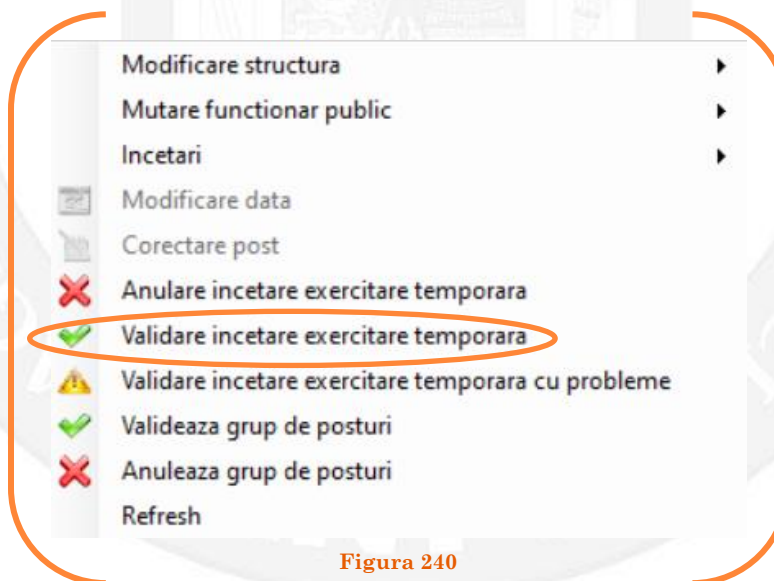 Modificare structura
Mutare functionar public
Incetari
Modificare data
Corectare post
Anulare incetare exercitare temporara
Validare incetare exercitare temporara
Validare incetare exercitare temporara cu probleme
Valideaza grup de posturi
Anuleaza grup de posturi
Refresh
Figura 240